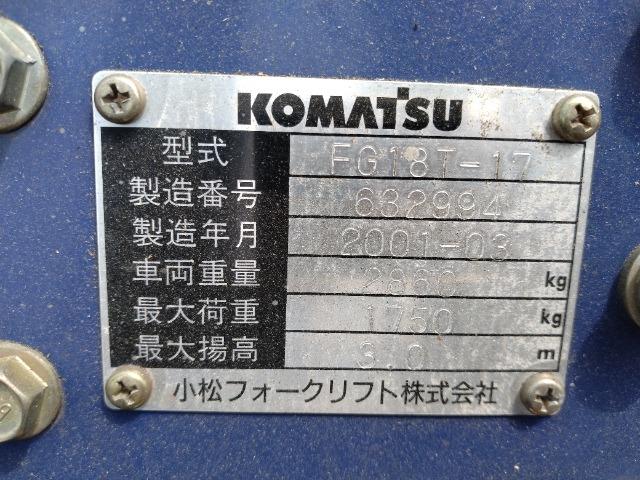 KOMATSU
型式 FG18T-17
製造番号 632994
製造年月 2001-03
車両重量 2860 kg
最大荷重 1750 kg
最大揚高 3.0 m
小松フォークリフト株式会社